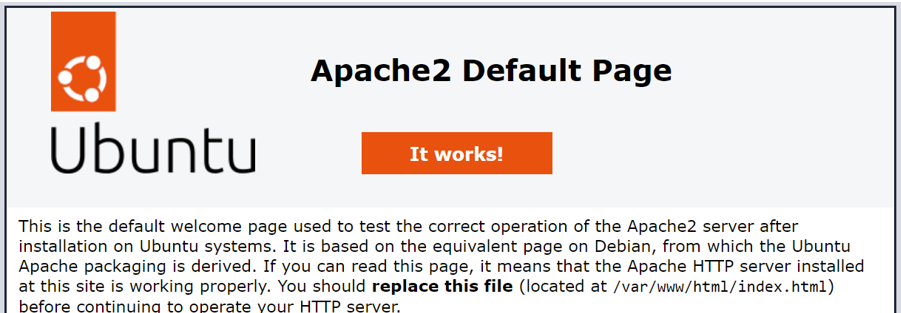 Apache2 Default Page
Ubuntu
It works!
This is the default welcome page used to test the correct operation of the Apache2 server after
installation on Ubuntu systems. It is based on the equivalent page on Debian, from which the Ubuntu
Apache packaging is derived. If you can read this page, it means that the Apache HTTP server installed
at this site is working properly. You should replace this file (located at /var/www/html/index.html)
before continuing to operate your HTTP server.